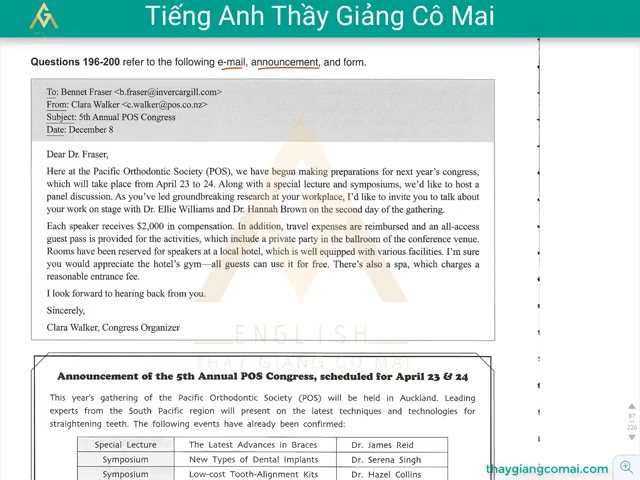 Tiếng Anh Thầy Giảng Cô Mai
Questions 196-200 refer to the following e-mail, announcement, and form.
To: Bennet Fraser <b.fraser@invercargill.com>
From: Clara Walker <c.walker@pos.co.nz>
Subject: 5th Annual POS Congress
Date: December 8
Dear Dr. Fraser,
Here at the Pacific Orthodontic Society (POS), we have begun making preparations for next year's congress,
which will take place from April 23 to 24. Along with a special lecture and symposiums, we'd like to host a
panel discussion. As you've led groundbreaking research at your workplace, I'd like to invite you to talk about
your work on stage with Dr. Ellie Williams and Dr. Hannah Brown on the second day of the gathering.
Each speaker receives $2,000 in compensation. In addition, travel expenses are reimbursed and an all-access
guest pass is provided for the activities, which include a private party in the ballroom of the conference venue.
Rooms have been reserved for speakers at a local hotel, which is well equipped with various facilities. I'm sure
you would appreciate the hotel's gym—all guests can use it for free. There's also a spa, which charges a
reasonable entrance fee.
I look forward to hearing back from you.
Sincerely,
Clara Walker, Congress Organizer
ENGLISH
THAY GIANG CO MAI
Announcement of the 5th Annual POS Congress, scheduled for April 23 & 24
This year's gathering of the Pacific Orthodontic Society (POS) will be held in Auckland. Leading
experts from the South Pacific region will present on the latest techniques and technologies for
straightening teeth. The following events have already been confirmed:
Special Lecture The Latest Advances in Braces Dr. James Reid
Symposium New Types of Dental Implants Dr. Serena Singh
Symposium Low-cost Tooth-Alignment Kits Dr. Hazel Collins
87
220
thaygiangcomai.com